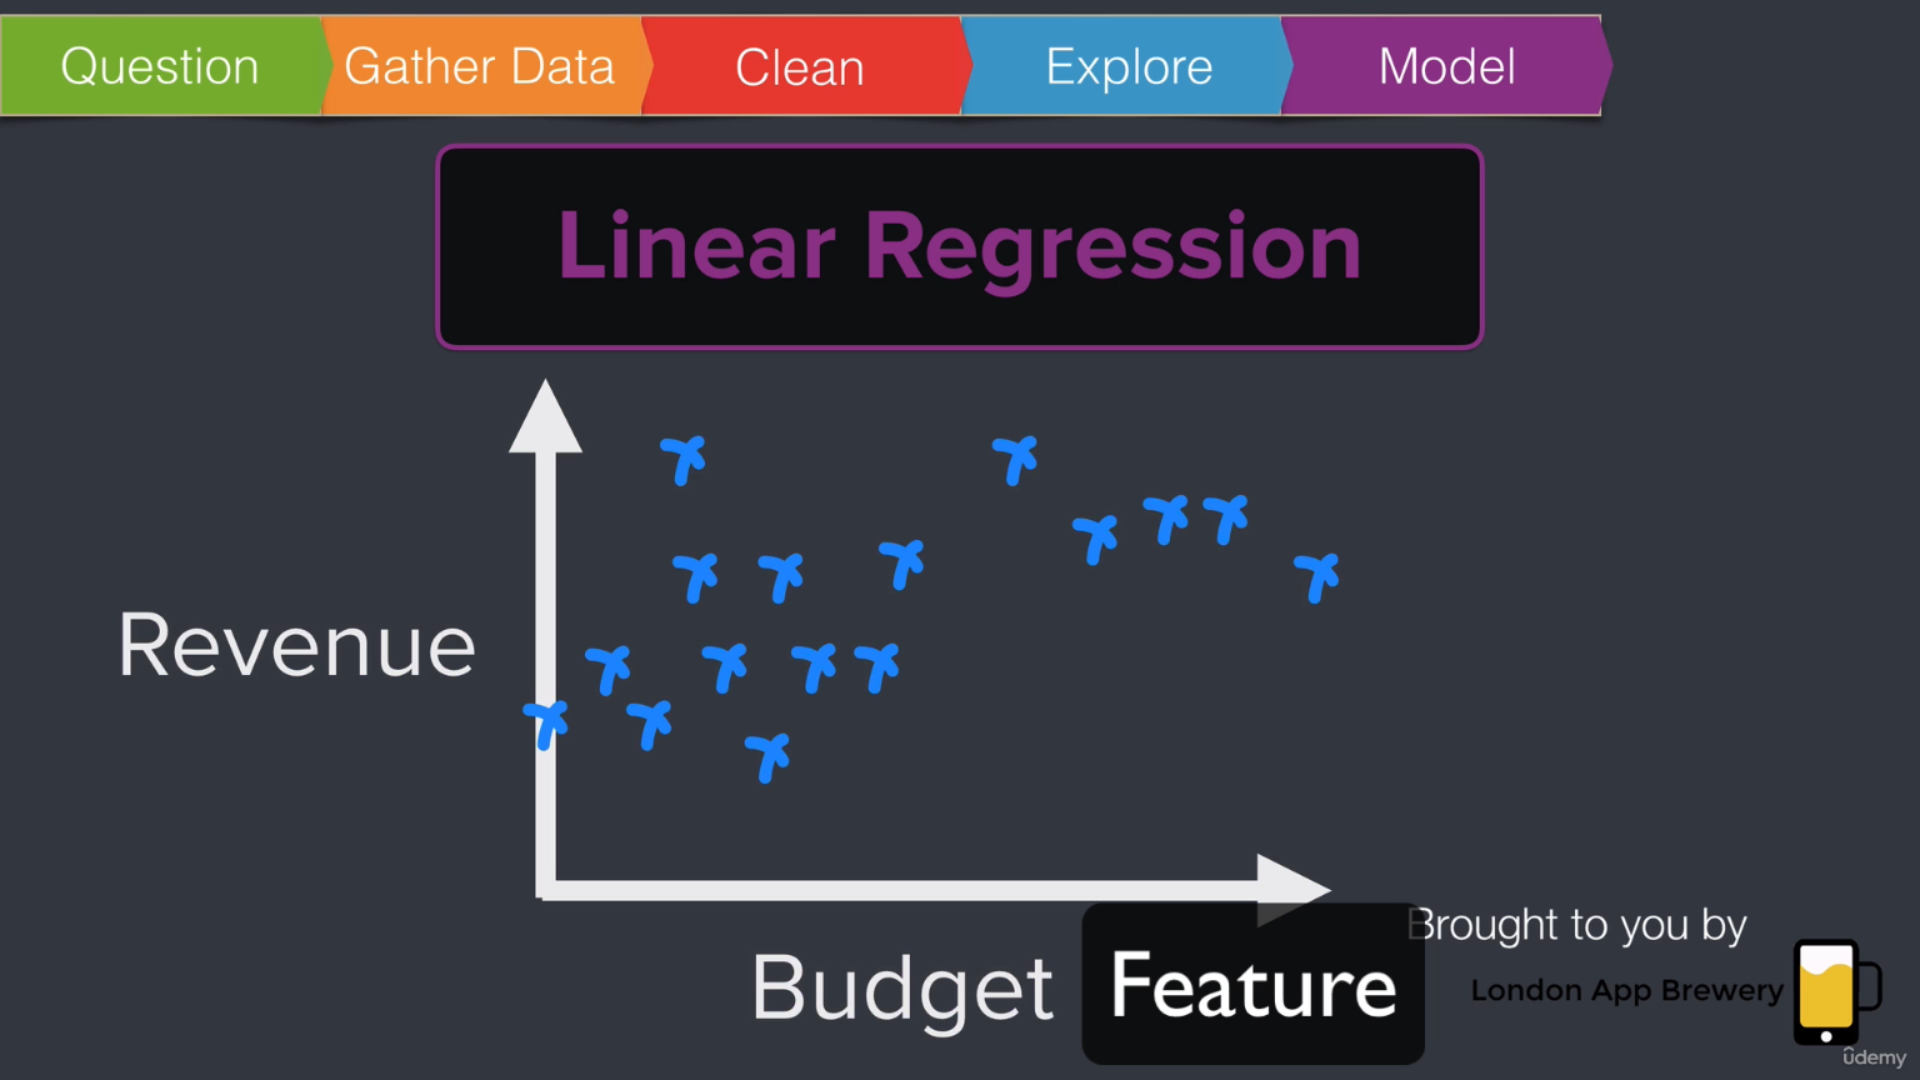 Question Gather Data Clean Explore Model
Linear Regression
Revenue
Budget Feature
Brought to you by
London App Brewery
ûdemy